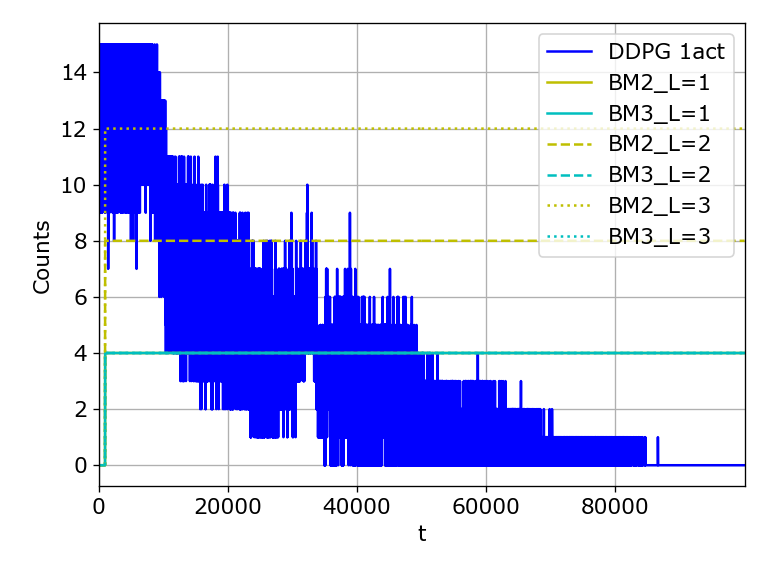 DDPG 1act
BM2_L=1
BM3_L=1
BM2_L=2
BM3_L=2
BM2_L=3
BM3_L=3
14
12
10
8
6
4
2
0
Counts
0 20000 40000 60000 80000
t